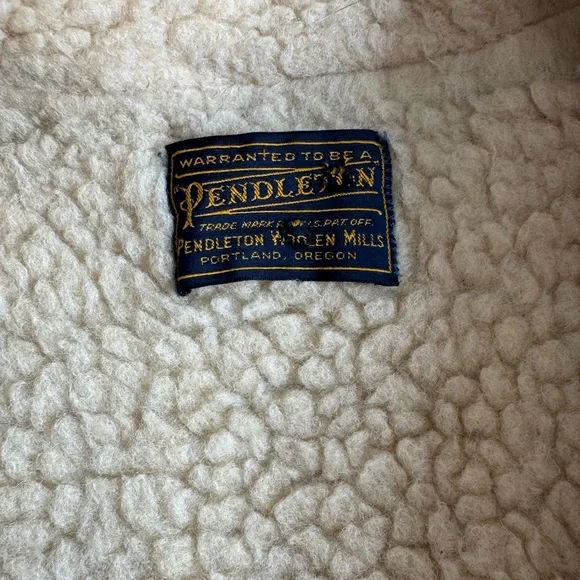 WARRANTED TO BE A
"PENDLETON"
TRADE MARK REG. U.S. PAT. OFF.
PENDLETON WOOLEN MILLS
PORTLAND, OREGON